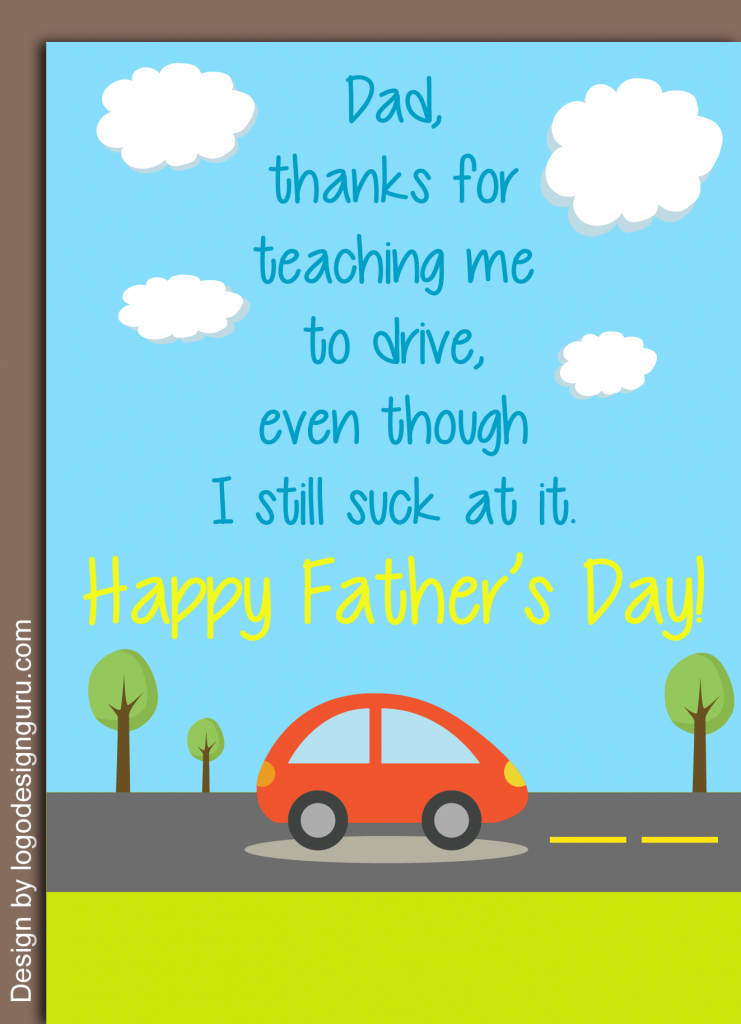 Dad,
thanks for
teaching me
to drive,
even though
I still suck at it.
Happy Father's Day!
Design by logodesignguru.com